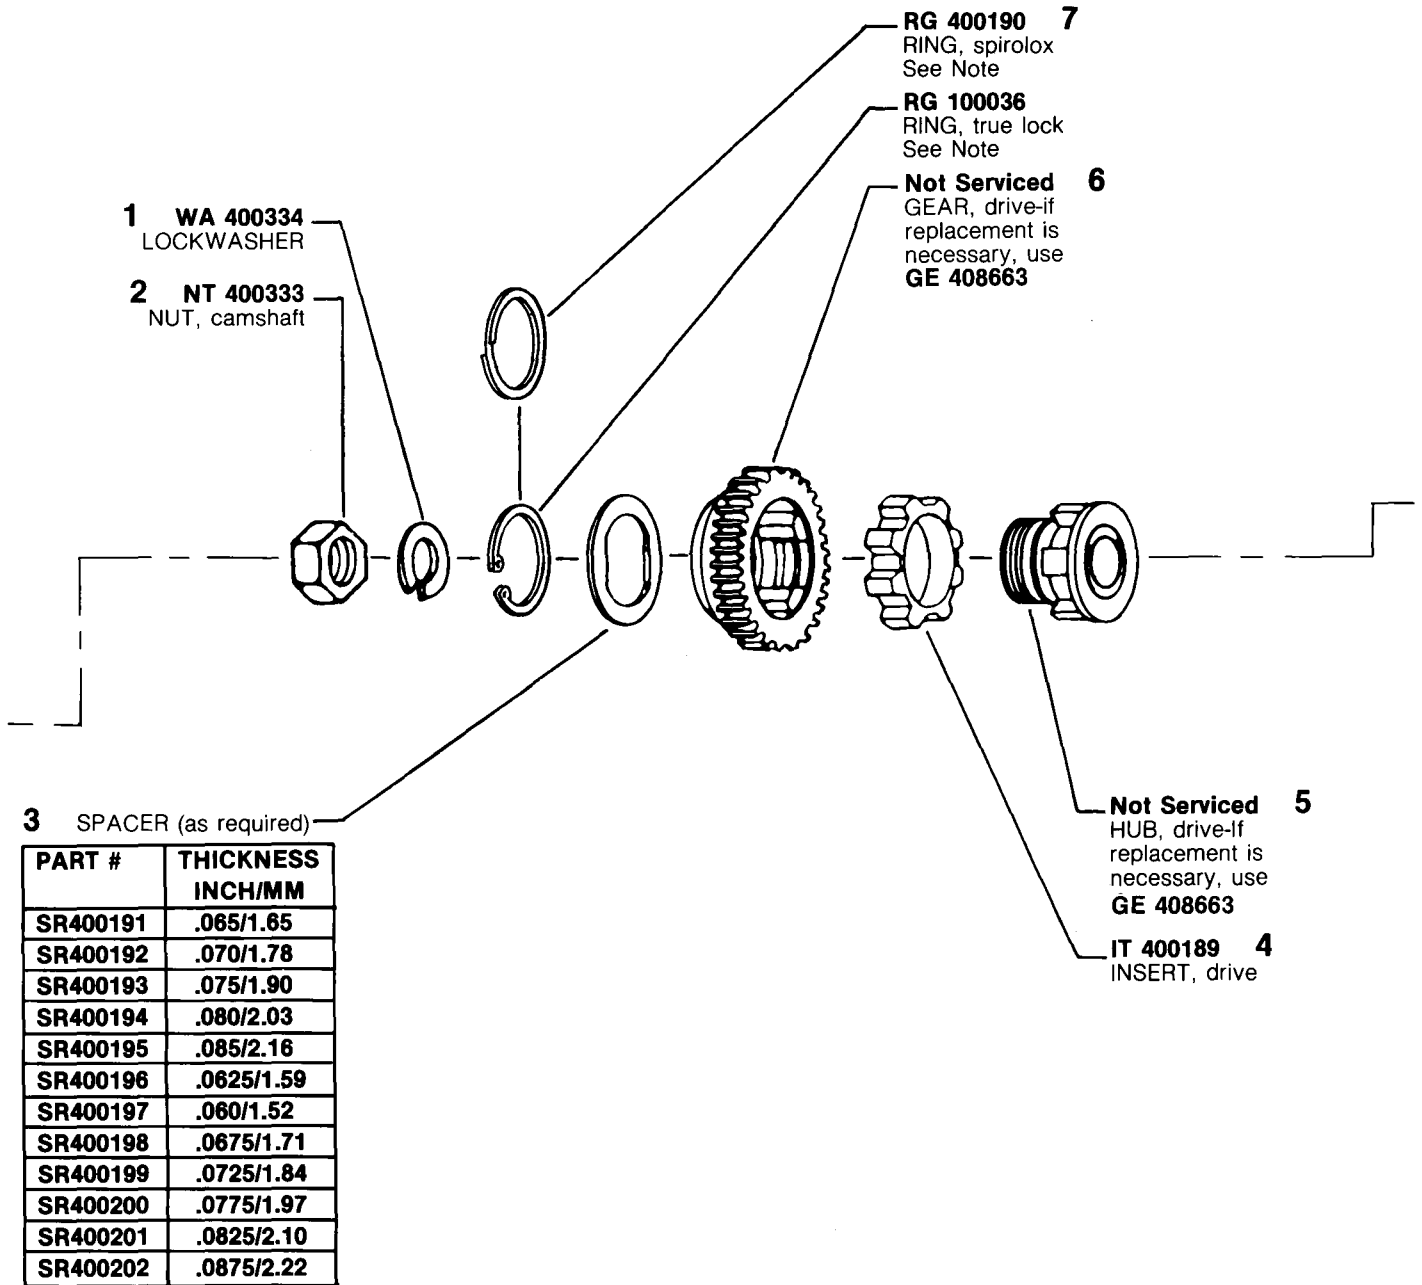 RG 400190 7
RING, spirolox
See Note
RG 100036
RING, true lock
See Note
Not Serviced 6
GEAR, drive-if
replacement is
necessary, use
GE 408663
1 WA 400334
LOCKWASHER
2 NT 400333
NUT, camshaft
3 SPACER (as required)
PART # THICKNESS
INCH/MM
SR400191 .065/1.65
SR400192 .070/1.78
SR400193 .075/1.90
SR400194 .080/2.03
SR400195 .085/2.16
SR400196 .0625/1.59
SR400197 .060/1.52
SR400198 .0675/1.71
SR400199 .0725/1.84
SR400200 .0775/1.97
SR400201 .0825/2.10
SR400202 .0875/2.22
Not Serviced 5
HUB, drive-If
replacement is
necessary, use
GE 408663
IT 400189 4
INSERT, drive